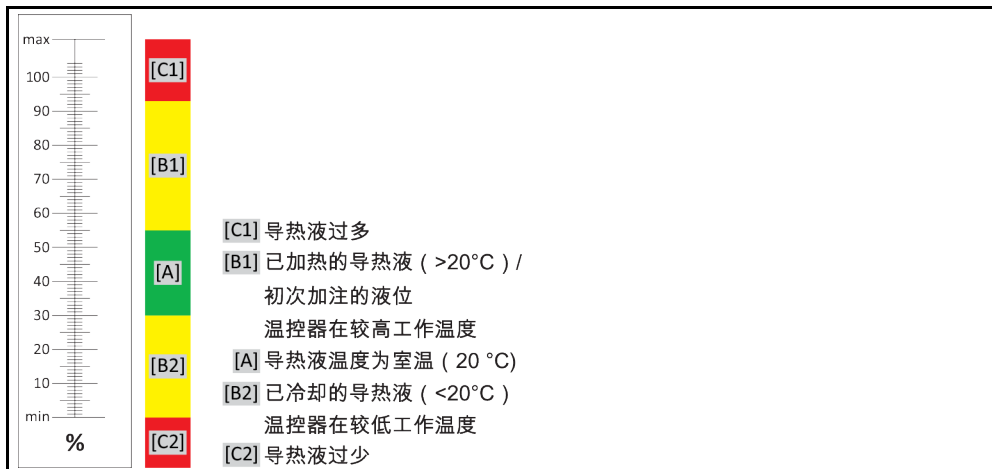 max
100
90
80
70
60
50
40
30
20
10
min
%
[C1]
[B1]
[A]
[B2]
[C2]
[C1] 导热液过多
[B1] 已加热的导热液 ( >20°C ) /
初次加注的液位
温控器在较高工作温度
[A] 导热液温度为室温 ( 20 °C)
[B2] 已冷却的导热液 ( <20°C )
温控器在较低工作温度
[C2] 导热液过少